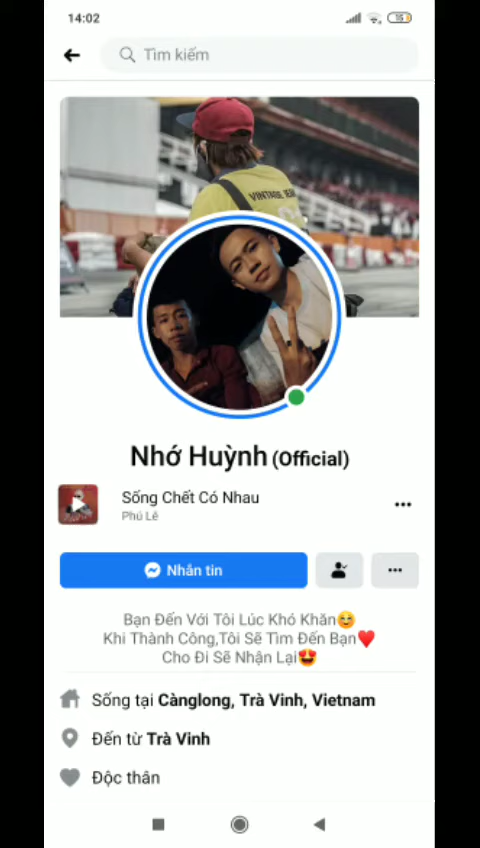 14:02
15
Tìm kiếm
VINTAGE
Nhớ Huỳnh (Official)
Sống Chết Có Nhau
Phú Lê
Nhắn tin
Bạn Đến Với Tôi Lúc Khó Khăn😊
Khi Thành Công,Tôi Sẽ Tìm Đến Bạn❤️
Cho Đi Sẽ Nhận Lại😍
Sống tại Cànglong, Trà Vinh, Vietnam
Đến từ Trà Vinh
Độc thân